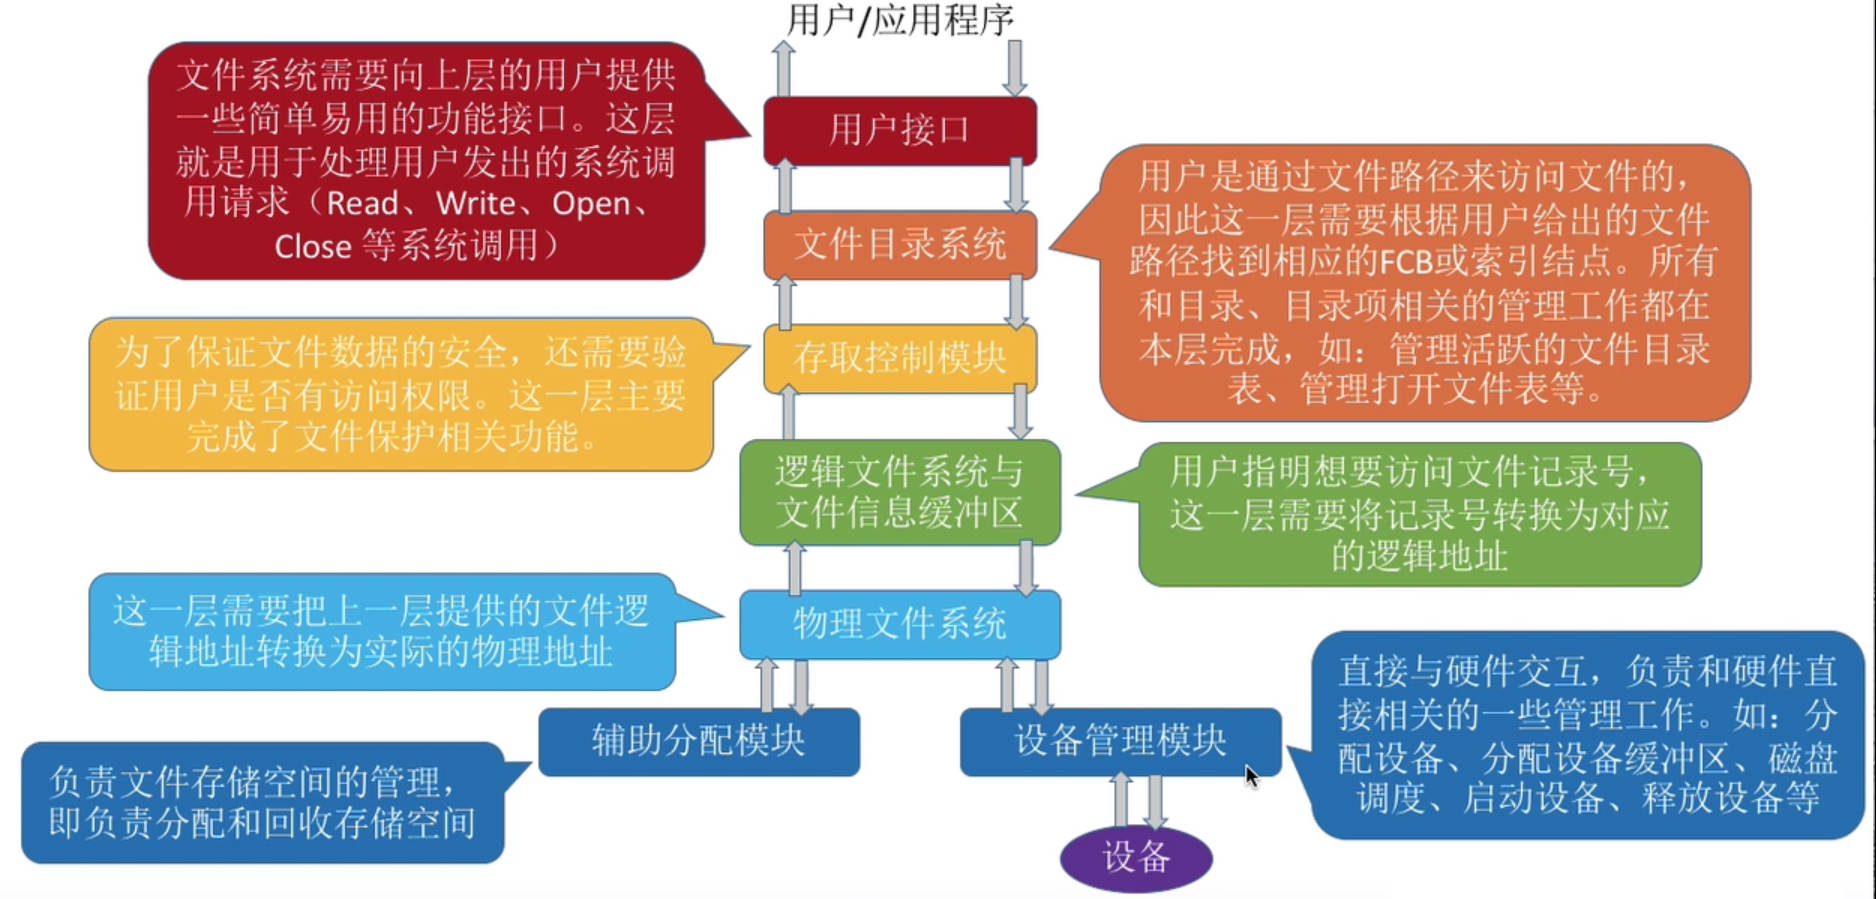 用户/应用程序
文件系统需要向上层的用户提供
一些简单易用的功能接口。这层
就是用于处理用户发出的系统调
用请求（Read、Write、Open、
Close 等系统调用）
用户接口
用户是通过文件路径来访问文件的，
因此这一层需要根据用户给出的文件
路径找到相应的FCB或索引结点。所有
和目录、目录项相关的管理工作都在
本层完成，如：管理活跃的文件目录
表、管理打开文件表等。
文件目录系统
为了保证文件数据的安全，还需要验
证用户是否有访问权限。这一层主要
完成了文件保护相关功能。
存取控制模块
逻辑文件系统与
文件信息缓冲区
用户指明想要访问文件记录号，
这一层需要将记录号转换为对应
的逻辑地址
这一层需要把上一层提供的文件逻
辑地址转换为实际的物理地址
物理文件系统
辅助分配模块
设备管理模块
直接与硬件交互，负责和硬件直
接相关的一些管理工作。如：分
配设备、分配设备缓冲区、磁盘
调度、启动设备、释放设备等
负责文件存储空间的管理，
即负责分配和回收存储空间
设备